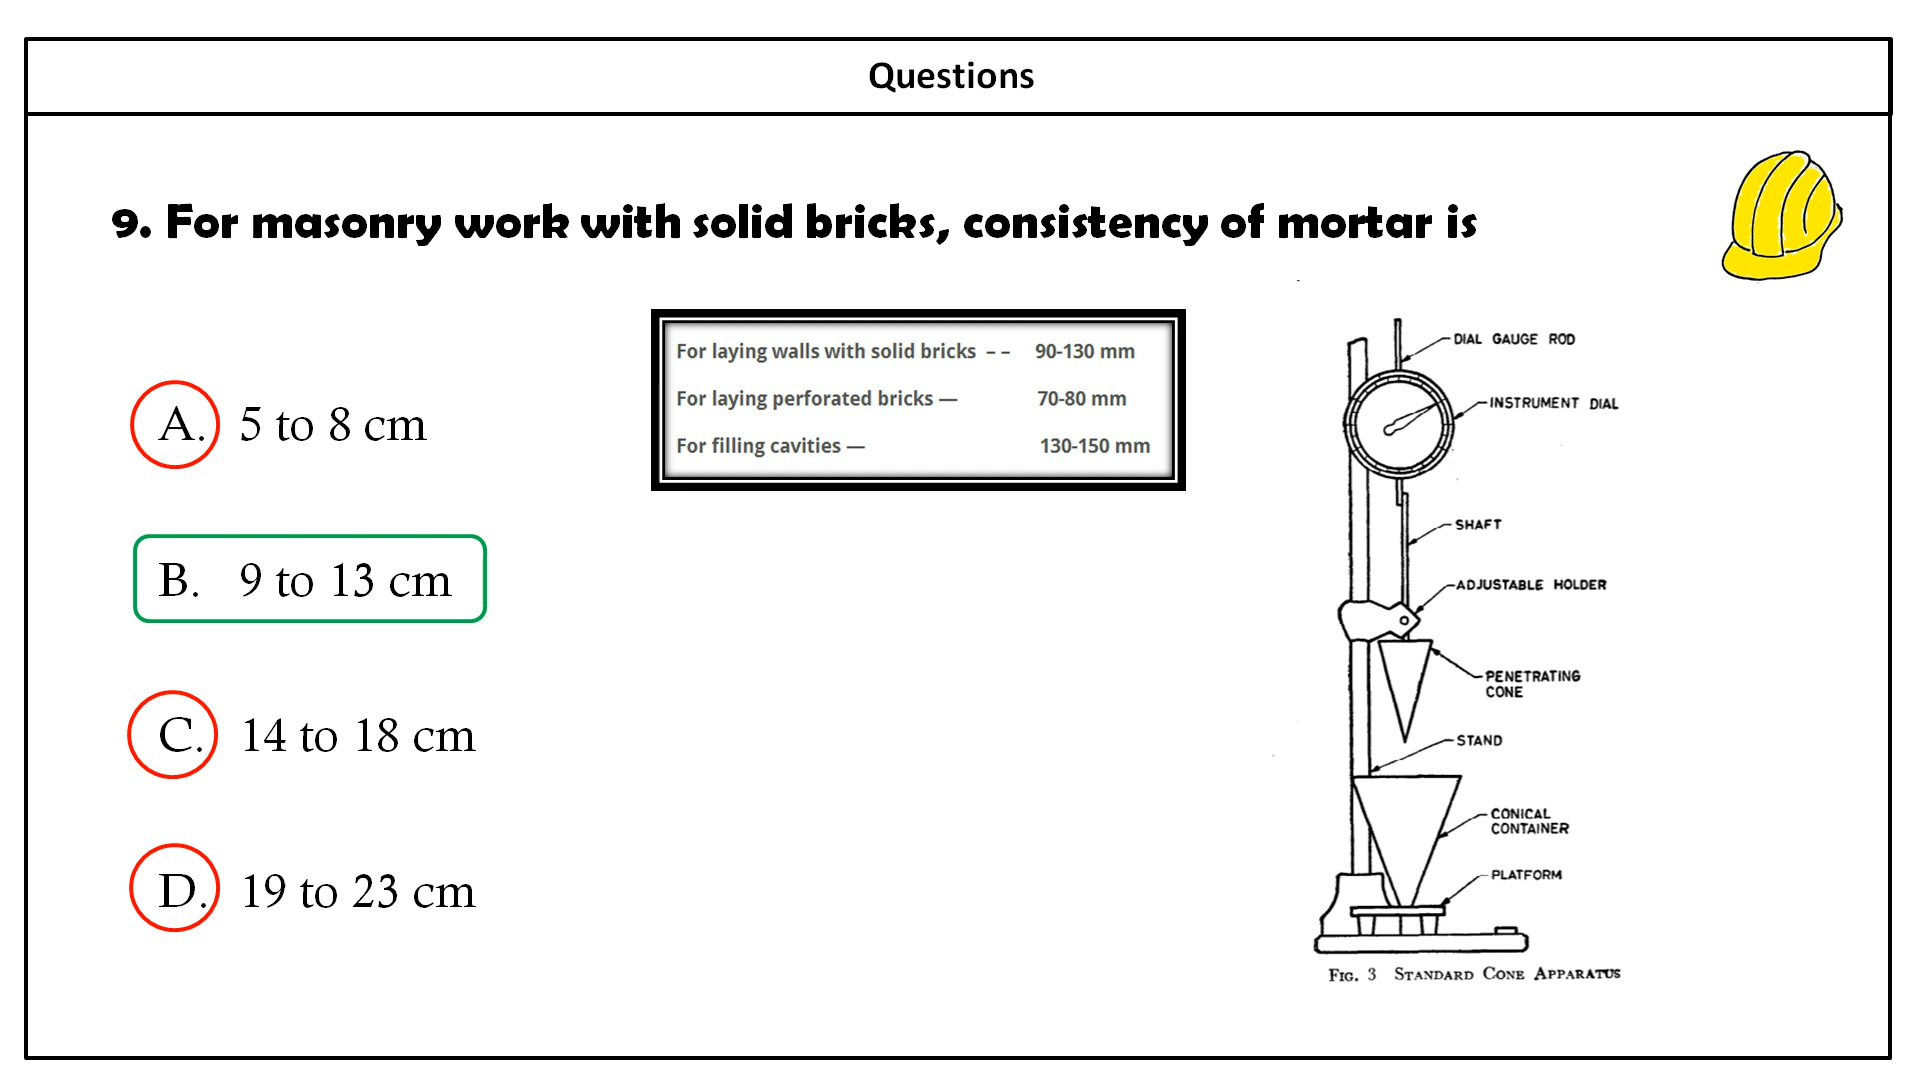 Questions
9. For masonry work with solid bricks, consistency of mortar is
For laying walls with solid bricks -- 90-130 mm
For laying perforated bricks — 70-80 mm
For filling cavities — 130-150 mm
A. 5 to 8 cm
B. 9 to 13 cm
C. 14 to 18 cm
D. 19 to 23 cm
DIAL GAUGE ROD
INSTRUMENT DIAL
SHAFT
ADJUSTABLE HOLDER
PENETRATING
CONE
STAND
CONICAL
CONTAINER
PLATFORM
FIG. 3 STANDARD CONE APPARATUS